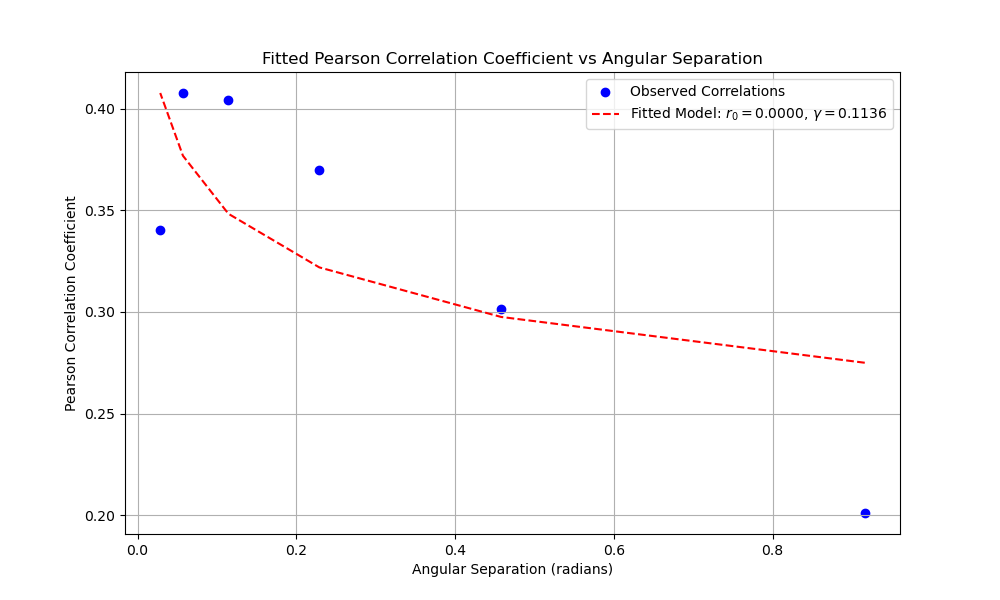 Fitted Pearson Correlation Coefficient vs Angular Separation
Observed Correlations
Fitted Model: r₀ = 0.0000, γ = 0.1136
Pearson Correlation Coefficient
0.40
0.35
0.30
0.25
0.20
0.0 0.2 0.4 0.6 0.8
Angular Separation (radians)